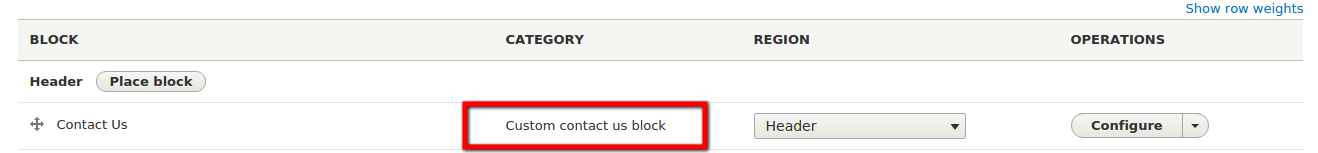 Show row weights
BLOCK CATEGORY REGION OPERATIONS
Header Place block
Contact Us Custom contact us block Header Configure